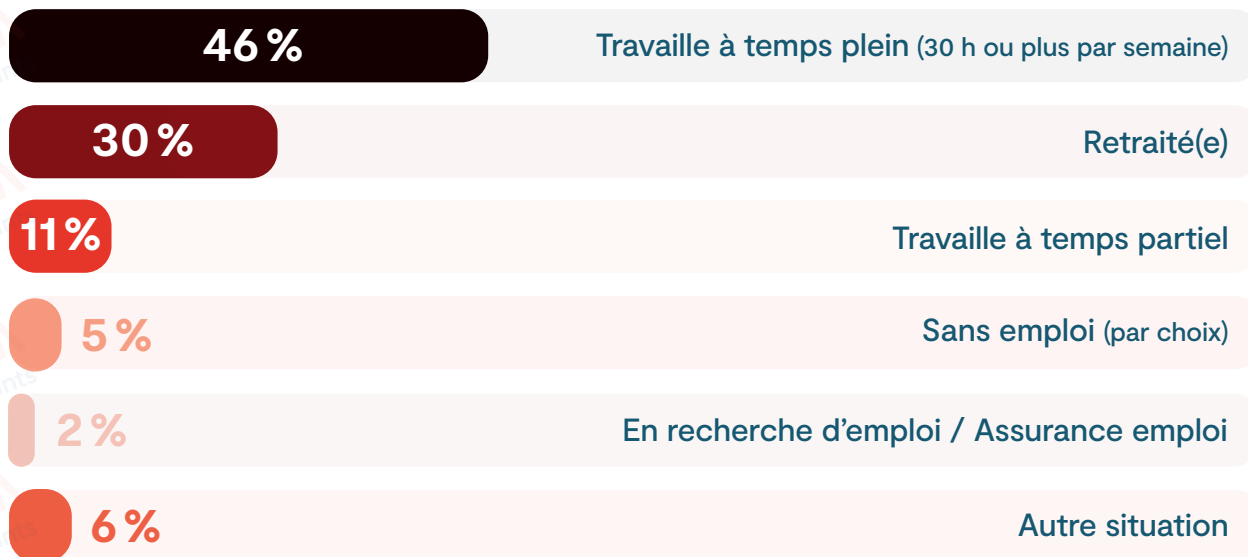 46 % Travaille à temps plein (30 h ou plus par semaine)
30 % Retraité(e)
11 % Travaille à temps partiel
5 % Sans emploi (par choix)
2 % En recherche d’emploi / Assurance emploi
6 % Autre situation